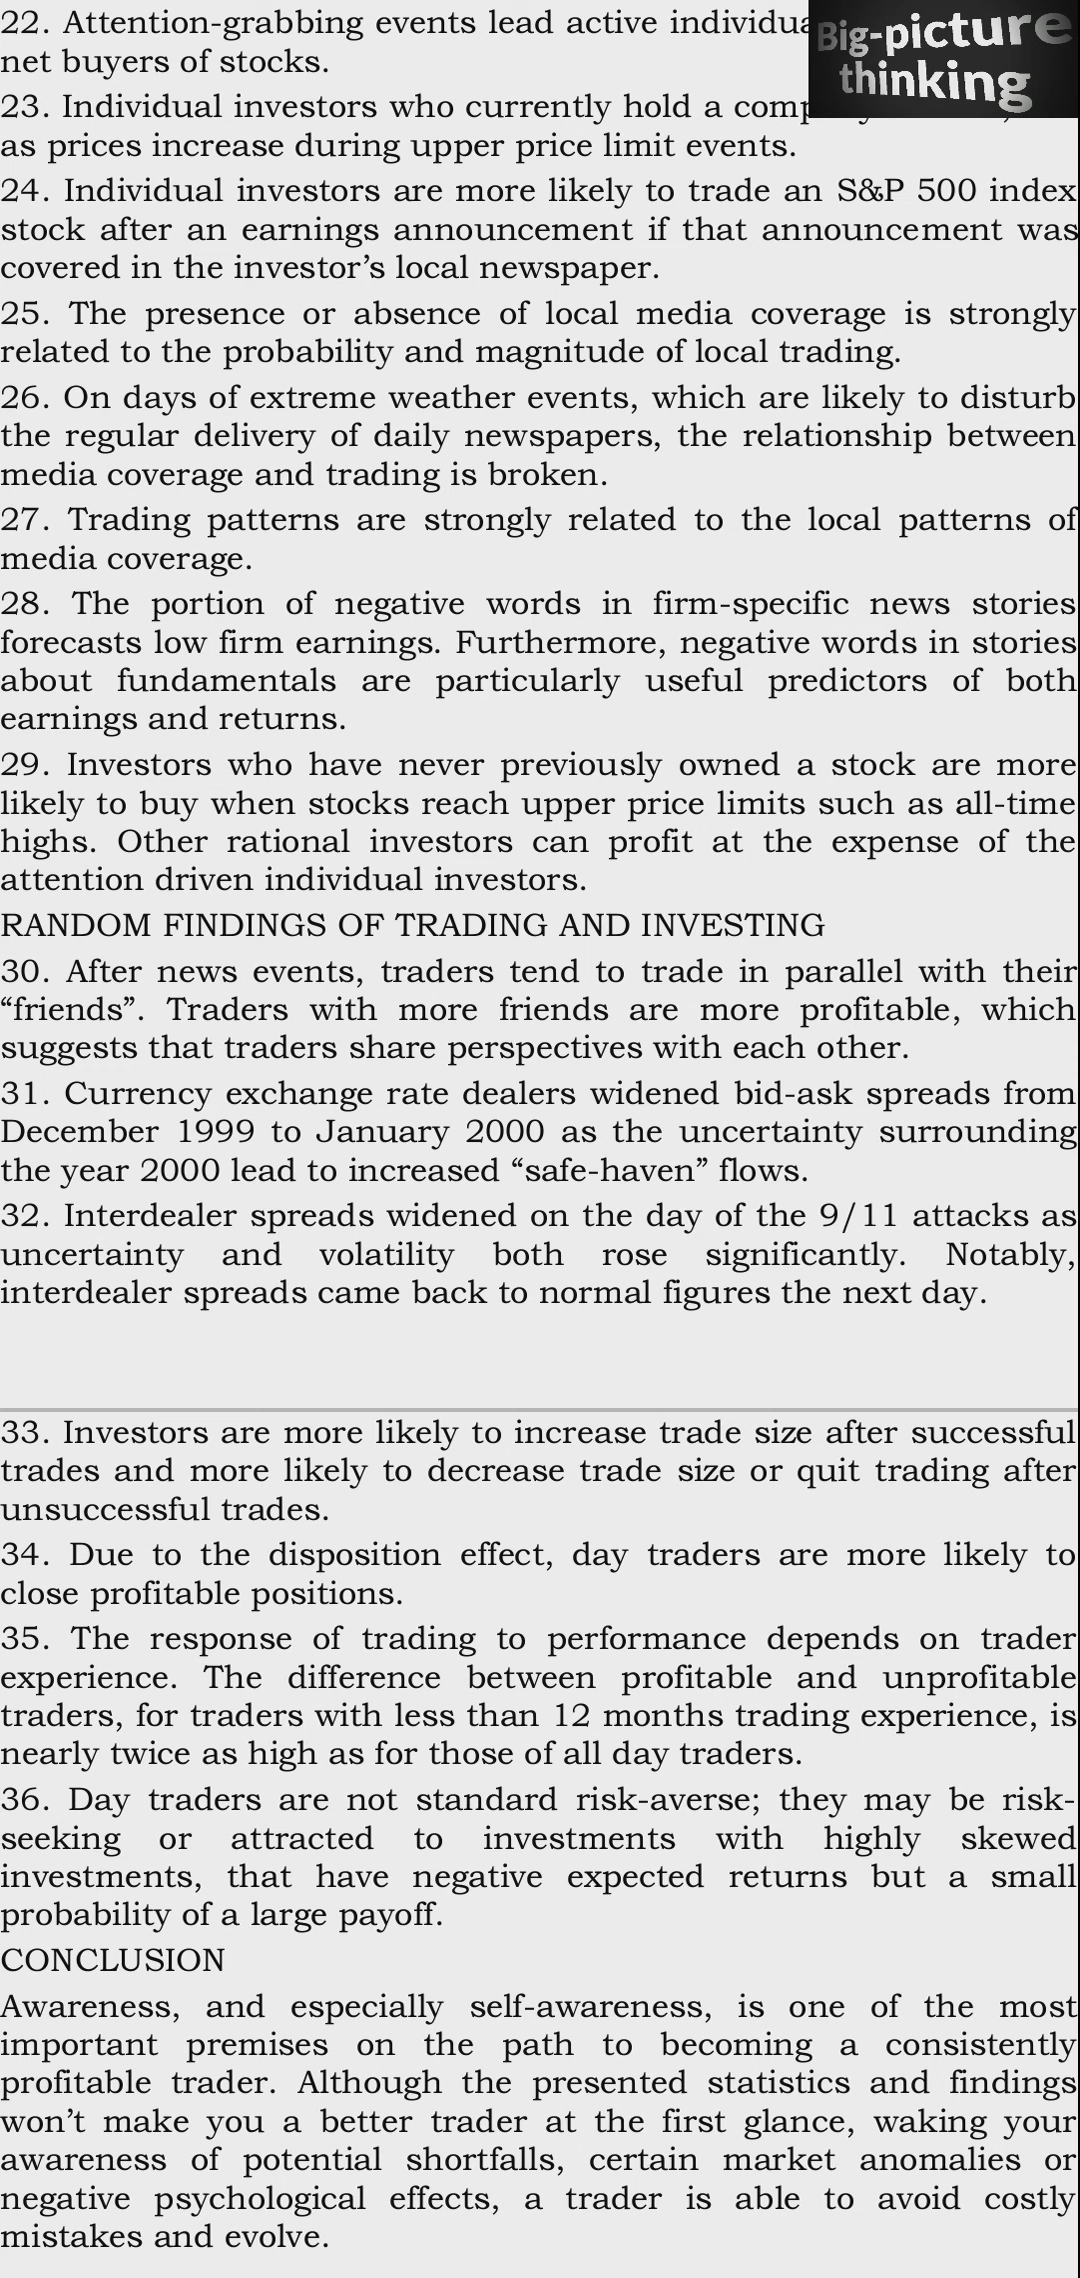 22. Attention-grabbing events lead active
Big-picture
thinking
net buyers of stocks.
23. Individual investors who currently hold a
as prices increase during upper price limit events.
24. Individual investors are more likely to trade an S&P 500 index
stock after an earnings announcement if that announcement was
covered in the investor’s local newspaper.
25. The presence or absence of local media coverage is strongly
related to the probability and magnitude of local trading.
26. On days of extreme weather events, which are likely to disturb
the regular delivery of daily newspapers, the relationship between
media coverage and trading is broken.
27. Trading patterns are strongly related to the local patterns of
media coverage.
28. The portion of negative words in firm-specific news stories
forecasts low firm earnings. Furthermore, negative words in stories
about fundamentals are particularly useful predictors of both
earnings and returns.
29. Investors who have never previously owned a stock are more
likely to buy when stocks reach upper price limits such as all-time
highs. Other rational investors can profit at the expense of the
attention driven individual investors.
RANDOM FINDINGS OF TRADING AND INVESTING
30. After news events, traders tend to trade in parallel with their
“friends”. Traders with more friends are more profitable, which
suggests that traders share perspectives with each other.
31. Currency exchange rate dealers widened bid-ask spreads from
December 1999 to January 2000 as the uncertainty surrounding
the year 2000 lead to increased “safe-haven” flows.
32. Interdealer spreads widened on the day of the 9/11 attacks as
uncertainty and volatility both rose significantly. Notably,
interdealer spreads came back to normal figures the next day.
33. Investors are more likely to increase trade size after successful
trades and more likely to decrease trade size or quit trading after
unsuccessful trades.
34. Due to the disposition effect, day traders are more likely to
close profitable positions.
35. The response of trading to performance depends on trader
experience. The difference between profitable and unprofitable
traders, for traders with less than 12 months trading experience, is
nearly twice as high as for those of all day traders.
36. Day traders are not standard risk-averse; they may be risk-
seeking or attracted to investments with highly skewed
investments, that have negative expected returns but a small
probability of a large payoff.
CONCLUSION
Awareness, and especially self-awareness, is one of the most
important premises on the path to becoming a consistently
profitable trader. Although the presented statistics and findings
won’t make you a better trader at the first glance, waking your
awareness of potential shortfalls, certain market anomalies or
negative psychological effects, a trader is able to avoid costly
mistakes and evolve.